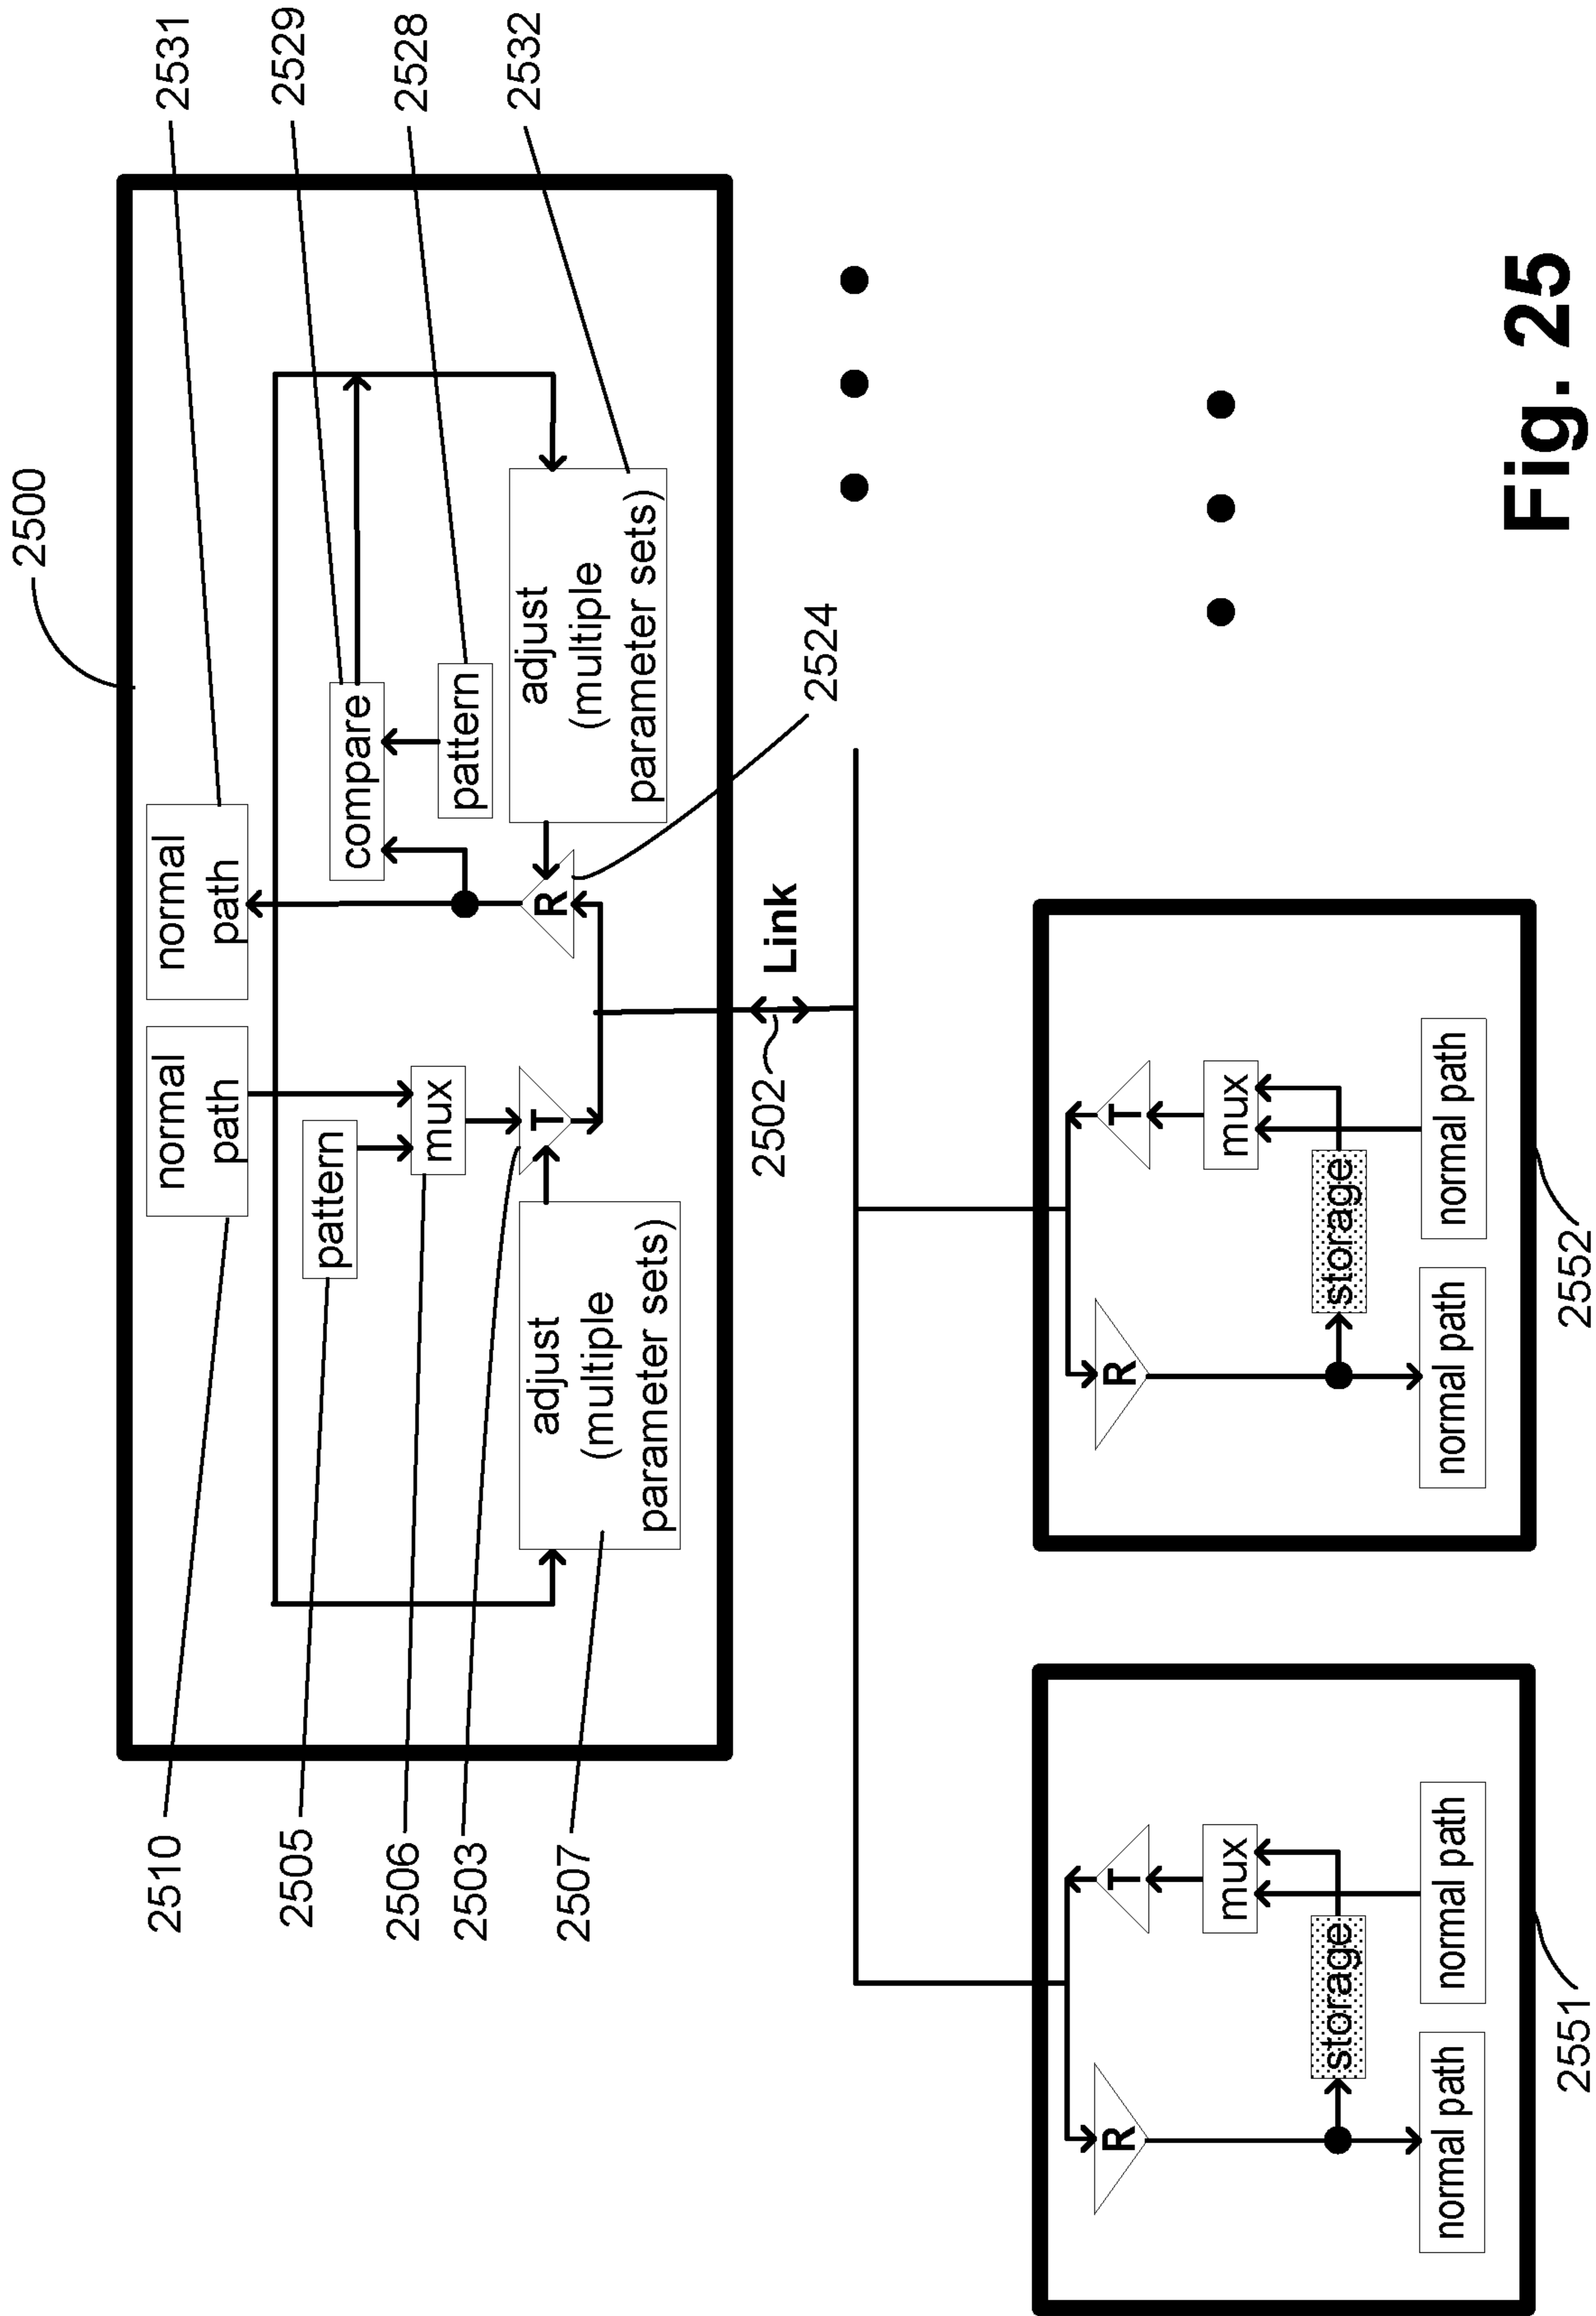 2500
2510
2505
2506
2503
2507
normal
path
normal
path
2531
2529
2528
2532
pattern
compare
mux
pattern
T
R
adjust
(multiple
parameter sets)
adjust
(multiple
parameter sets)
2524
2502
Link
R
T
mux
storage
normal path
normal path
2551
R
T
mux
storage
normal path
normal path
2552
Fig. 25